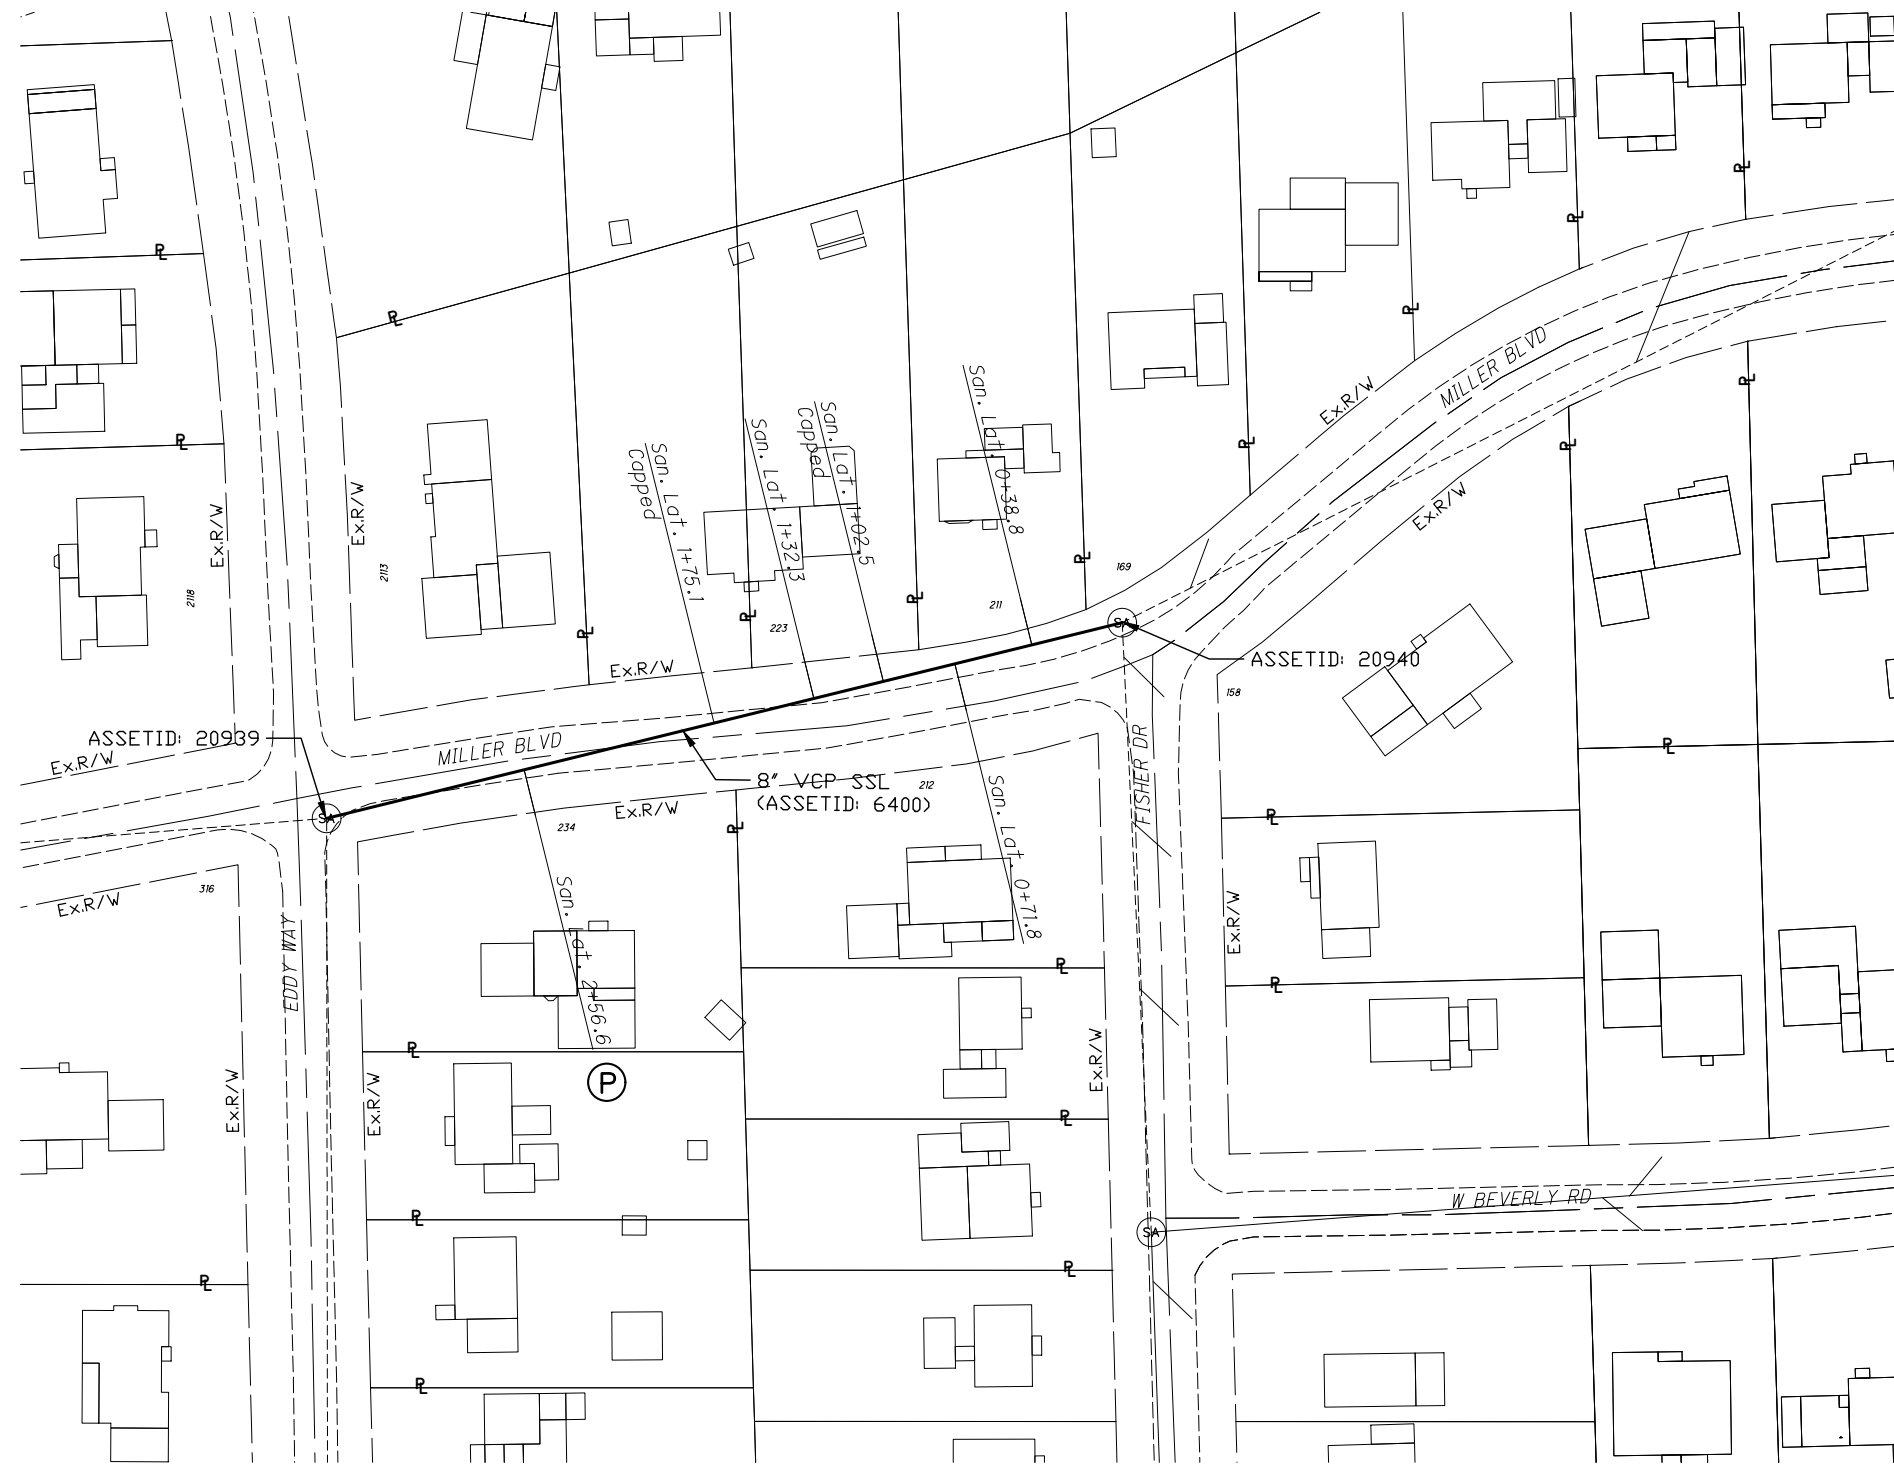 P̲L
P̲L
P̲L
P̲L
P̲L
MILLER BLVD
Ex.R/W
P̲L
P̲L
San. Lat. 0+38.8
San. Lat. 1+02.5
Capped
San. Lat. 1+32.3
San. Lat. 1+75.1
Capped
P̲L
P̲L
P̲L
Ex.R/W
Ex.R/W
Ex.R/W
2113
2118
169
P̲L
211
P̲L
P̲L
223
P̲L
SA
ASSETID: 20940
Ex.R/W
158
ASSETID: 20939
MILLER BLVD
Ex.R/W
P̲L
FISHER DR
8" VCP SSL
(ASSETID: 6400)
212
SA
Ex.R/W
234
P̲L
P̲L
San. Lat. 0+71.8
316
Ex.R/W
San. Lat. 2+56.6
EDDY WAY
Ex.R/W
P̲L
P̲L
P̲L
P
Ex.R/W
Ex.R/W
Ex.R/W
P̲L
W BEVERLY RD
P̲L
SA
P̲L
P̲L
P̲L